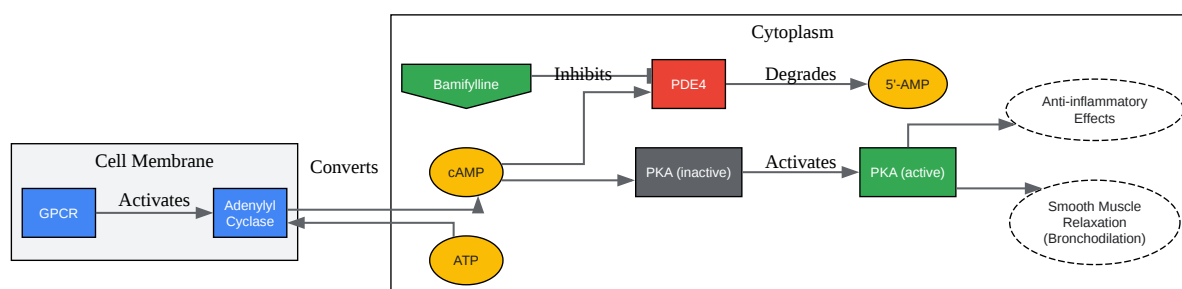 Cytoplasm
Bamifylline
Inhibits
PDE4
Degrades
5'-AMP
Anti-inflammatory
Effects
Cell Membrane
Converts
cAMP
PKA (inactive)
Activates
PKA (active)
GPCR
Activates
Adenylyl
Cyclase
Smooth Muscle
Relaxation
(Bronchodilation)
ATP